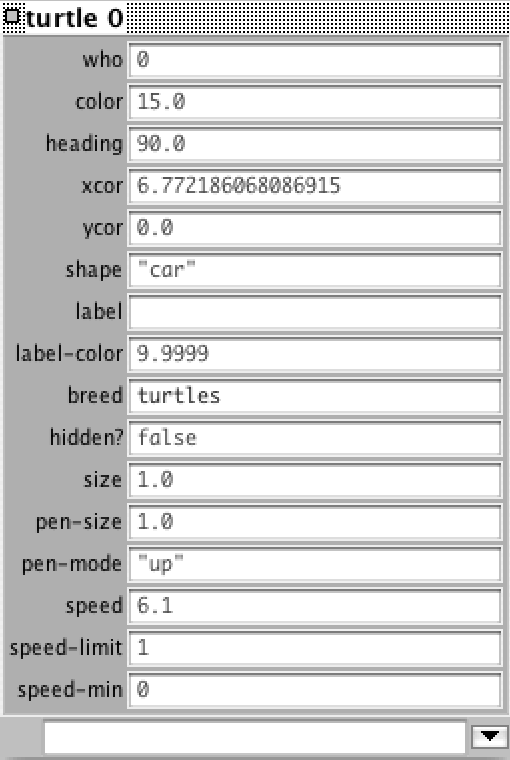 turtle 0
who 0
color 15.0
heading 90.0
xcor 6.772186068086915
ycor 0.0
shape "car"
label
label-color 9.9999
breed turtles
hidden? false
size 1.0
pen-size 1.0
pen-mode "up"
speed 6.1
speed-limit 1
speed-min 0